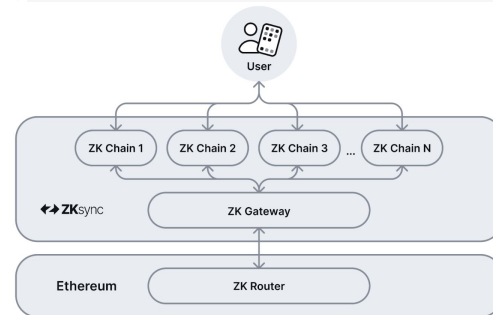 User
ZK Chain 1
ZK Chain 2
ZK Chain 3
...
ZK Chain N
ZKsync
ZK Gateway
Ethereum
ZK Router